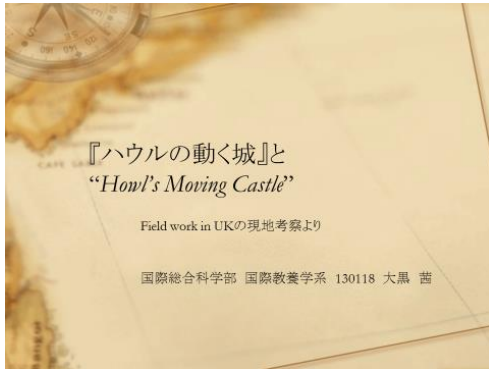 『ハウルの動く城』と
“Howl’s Moving Castle”
Field work in UKの現地考察より
国際総合科学部 国際教養学系 130118 大黒 茜